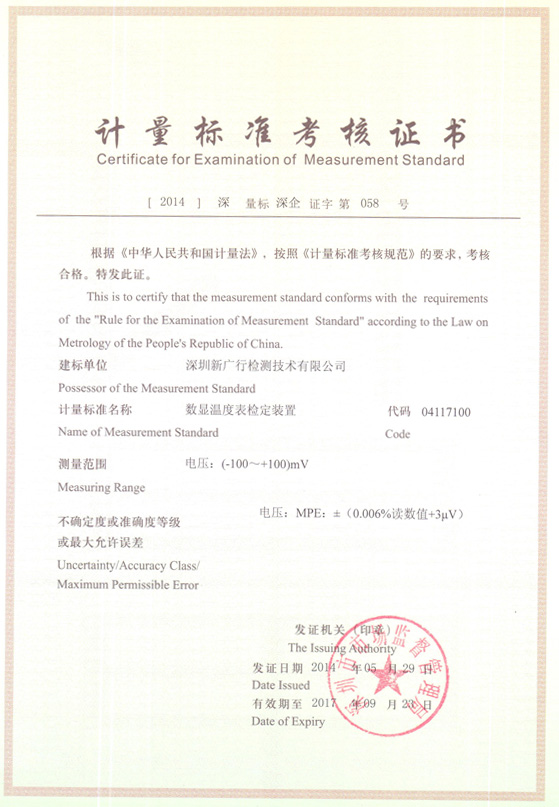 计量标准考核证书
Certificate for Examination of Measurement Standard
[ 2014 ] 深 量标 深企 证字 第 058 号
根据《中华人民共和国计量法》，按照《计量标准考核规范》的要求，考核
合格。特发此证。
This is to certify that the measurement standard conforms with the requirements
of the "Rule for the Examination of Measurement Standard" according to the Law on
Metrology of the People's Republic of China.
建标单位 深圳新广行检测技术有限公司
Possessor of the Measurement Standard
计量标准名称 数显温度表检定装置 代码 04117100
Name of Measurement Standard Code
测量范围 电压：(-100～+100)mV
Measuring Range
不确定度或准确度等级 电压：MPE：±（0.006%读数值+3μV）
或最大允许误差
Uncertainty/Accuracy Class/
Maximum Permissible Error
发证机关（印章）
The Issuing Authority
发证日期 2014 年 05 月 29 日
Date Issued
有效期至 2017 年 09 月 23 日
Date of Expiry
深圳市市场监督管理局